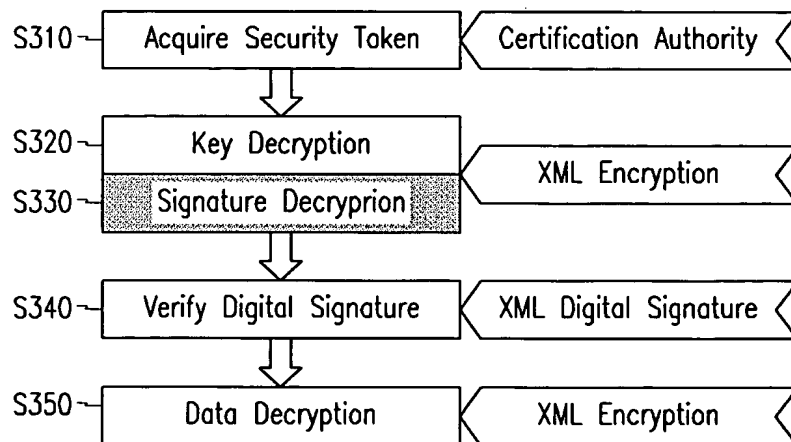 S310 Acquire Security Token Certification Authority
S320 Key Decryption
XML Encryption
S330 Signature Decryprion
S340 Verify Digital Signature XML Digital Signature
S350 Data Decryption XML Encryption